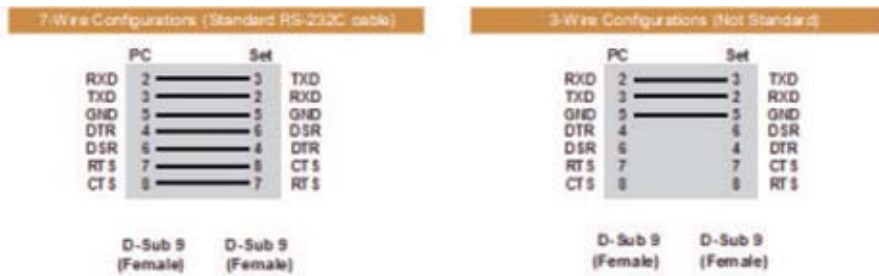 7-Wire Configurations (Standard RS-232C cable)
PC Set
RXD 2 3 TXD
TXD 3 2 RXD
GND 5 5 GND
DTR 4 6 DSR
DSR 6 4 DTR
RTS 7 8 CTS
CTS 8 7 RTS
D-Sub 9 D-Sub 9
(Female) (Female)
3-Wire Configurations (Not Standard)
PC Set
RXD 2 3 TXD
TXD 3 2 RXD
GND 5 5 GND
DTR 4 6 DSR
DSR 6 4 DTR
RTS 7 7 CTS
CTS 8 8 RTS
D-Sub 9 D-Sub 9
(Female) (Female)